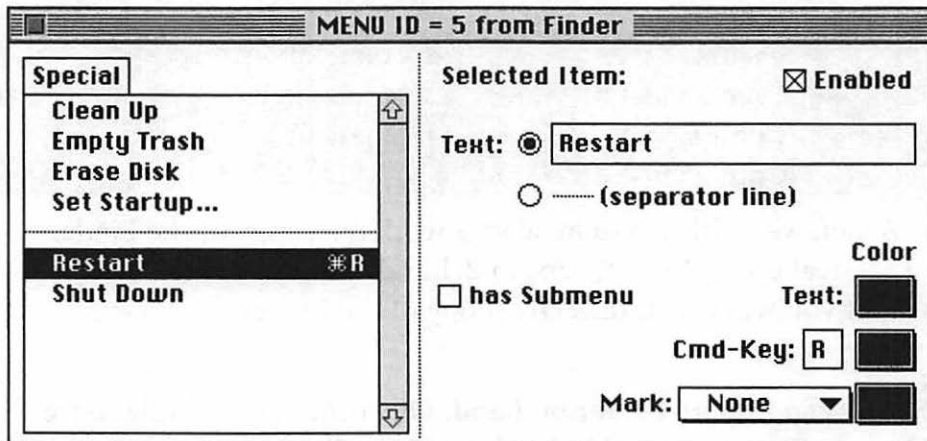 MENU ID = 5 from Finder
Special
Clean Up
Empty Trash
Erase Disk
Set Startup...
Restart ⌘R
Shut Down
Selected Item:
Enabled
Text: Restart
(separator line)
Color
has Submenu
Text:
Cmd-Key: R
Mark: None